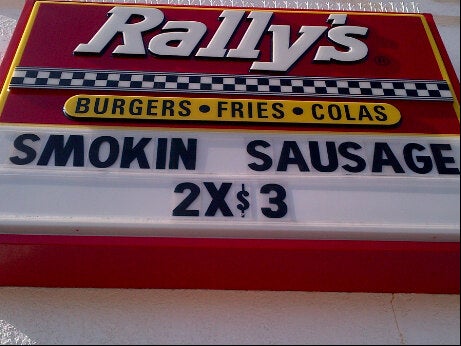 Rally's
BURGERS • FRIES • COLAS
SMOKIN SAUSAGE
2X$3